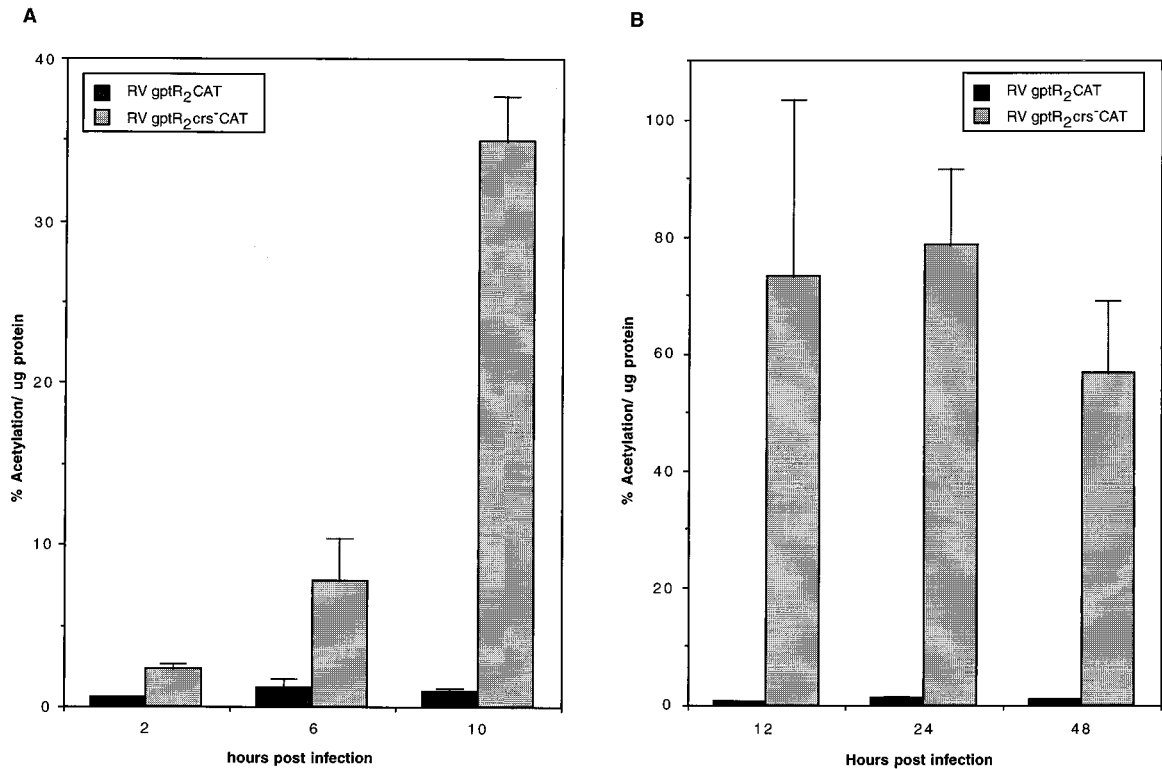 A
40
30
20
10
0
% Acetylation/ ug protein
RV gptR2CAT
RV gptR2crs-CAT
2 6 10
hours post infection
B
100
80
60
40
20
0
% Acetylation/ ug protein
RV gptR2CAT
RV gptR2crs-CAT
12 24 48
Hours post infection